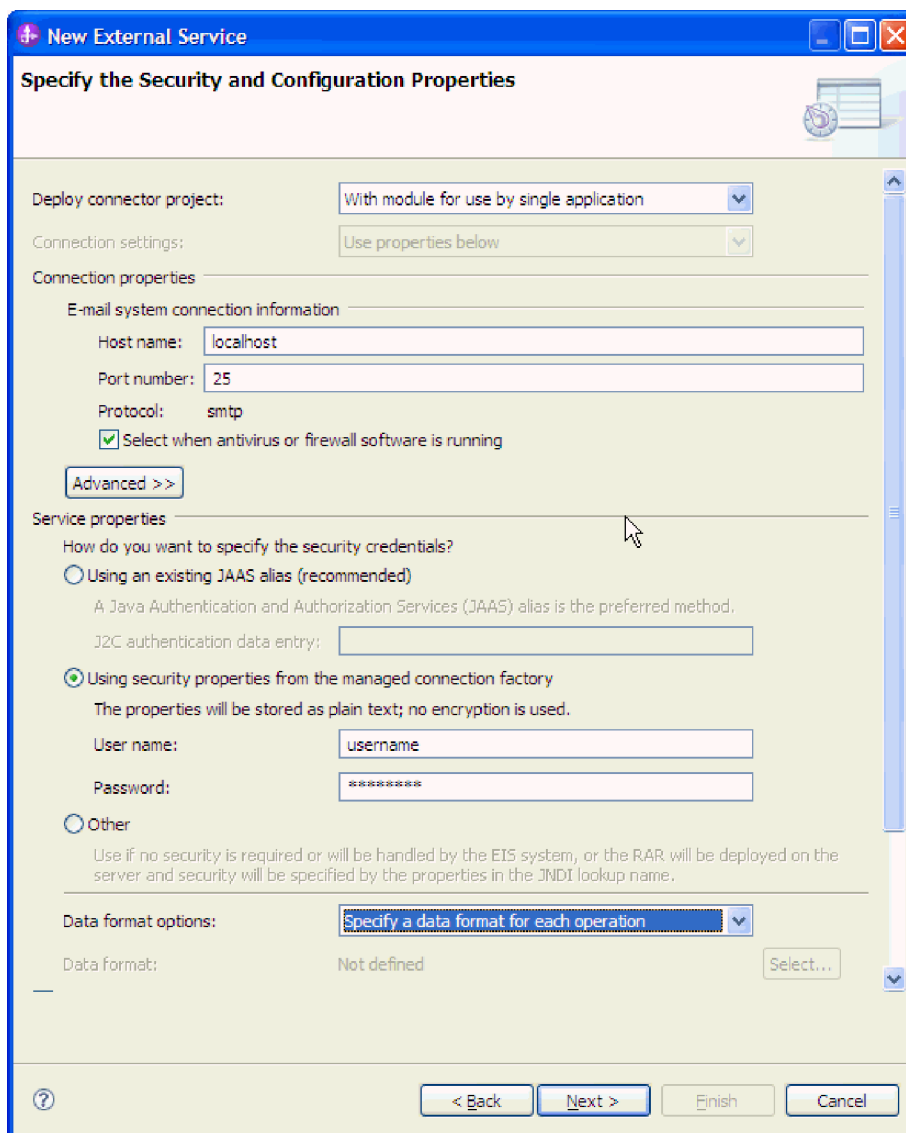 New External Service
Specify the Security and Configuration Properties
Deploy connector project: With module for use by single application
Connection settings: Use properties below
Connection properties
E-mail system connection information
Host name: localhost
Port number: 25
Protocol: smtp
Select when antivirus or firewall software is running
Advanced >>
Service properties
How do you want to specify the security credentials?
Using an existing JAAS alias (recommended)
A Java Authentication and Authorization Services (JAAS) alias is the preferred method.
J2C authentication data entry:
Using security properties from the managed connection factory
The properties will be stored as plain text; no encryption is used.
User name: username
Password: ********
Other
Use if no security is required or will be handled by the EIS system, or the RAR will be deployed on the
server and security will be specified by the properties in the JNDI lookup name.
Data format options: Specify a data format for each operation
Data format: Not defined Select...
? < Back Next > Finish Cancel